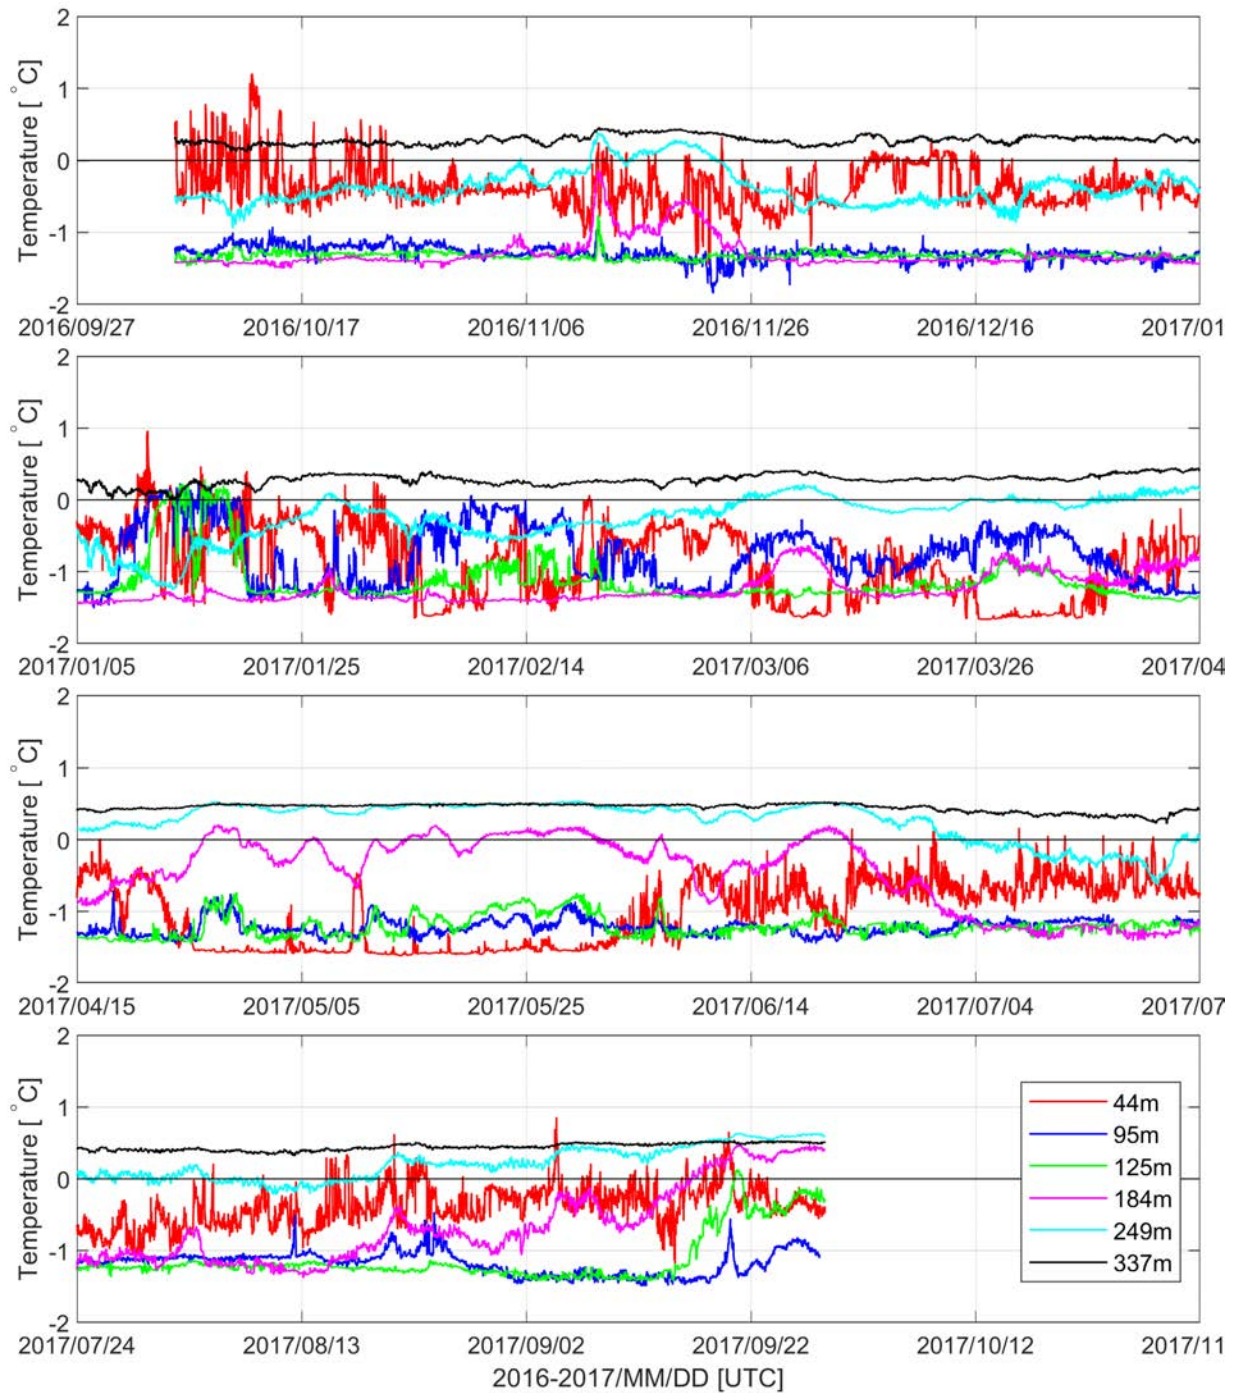 2
1
0
-1
-2
Temperature [ °C]
2016/09/27 2016/10/17 2016/11/06 2016/11/26 2016/12/16 2017/01
2
1
0
-1
-2
Temperature [ °C]
2017/01/05 2017/01/25 2017/02/14 2017/03/06 2017/03/26 2017/04
2
1
0
-1
-2
Temperature [ °C]
2017/04/15 2017/05/05 2017/05/25 2017/06/14 2017/07/04 2017/07
2
1
0
-1
-2
Temperature [ °C]
44m
95m
125m
184m
249m
337m
2017/07/24 2017/08/13 2017/09/02 2017/09/22 2017/10/12 2017/11
2016-2017/MM/DD [UTC]